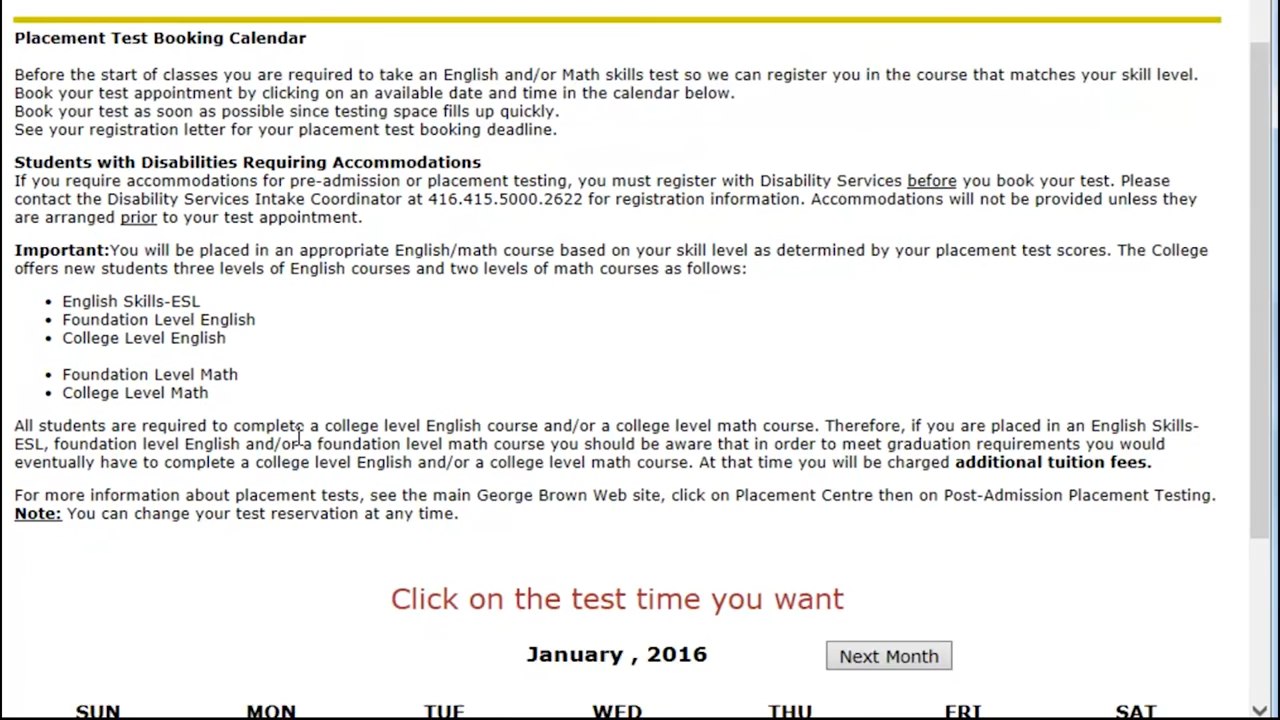 Placement Test Booking Calendar
Before the start of classes you are required to take an English and/or Math skills test so we can register you in the course that matches your skill level.
Book your test appointment by clicking on an available date and time in the calendar below.
Book your test as soon as possible since testing space fills up quickly.
See your registration letter for your placement test booking deadline.
Students with Disabilities Requiring Accommodations
If you require accommodations for pre-admission or placement testing, you must register with Disability Services before you book your test. Please
contact the Disability Services Intake Coordinator at 416.415.5000.2622 for registration information. Accommodations will not be provided unless they
are arranged prior to your test appointment.
Important:You will be placed in an appropriate English/math course based on your skill level as determined by your placement test scores. The College
offers new students three levels of English courses and two levels of math courses as follows:
• English Skills-ESL
• Foundation Level English
• College Level English
• Foundation Level Math
• College Level Math
All students are required to complete a college level English course and/or a college level math course. Therefore, if you are placed in an English Skills-
ESL, foundation level English and/or a foundation level math course you should be aware that in order to meet graduation requirements you would
eventually have to complete a college level English and/or a college level math course. At that time you will be charged additional tuition fees.
For more information about placement tests, see the main George Brown Web site, click on Placement Centre then on Post-Admission Placement Testing.
Note: You can change your test reservation at any time.
Click on the test time you want
January , 2016 Next Month
SUN MON TUE WED THU FRI SAT